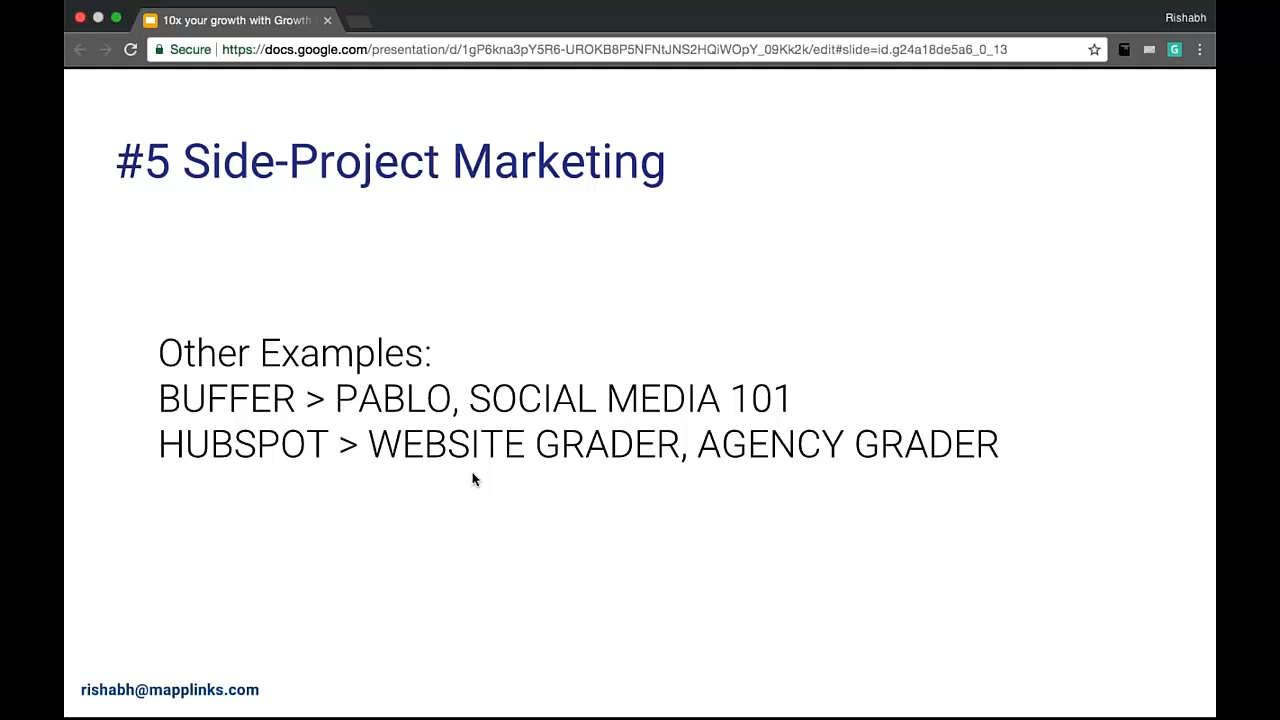 10x your growth with Growth
Rishabh
Secure
https://docs.google.com/presentation/d/1gP6kna3pY5R6-UROKB8P5NFNtJNS2HQiWOpY_09Kk2k/edit#slide=id.g24a18de5a6_0_13
#5 Side-Project Marketing
Other Examples:
BUFFER > PABLO, SOCIAL MEDIA 101
HUBSPOT > WEBSITE GRADER, AGENCY GRADER
rishabh@mapplinks.com